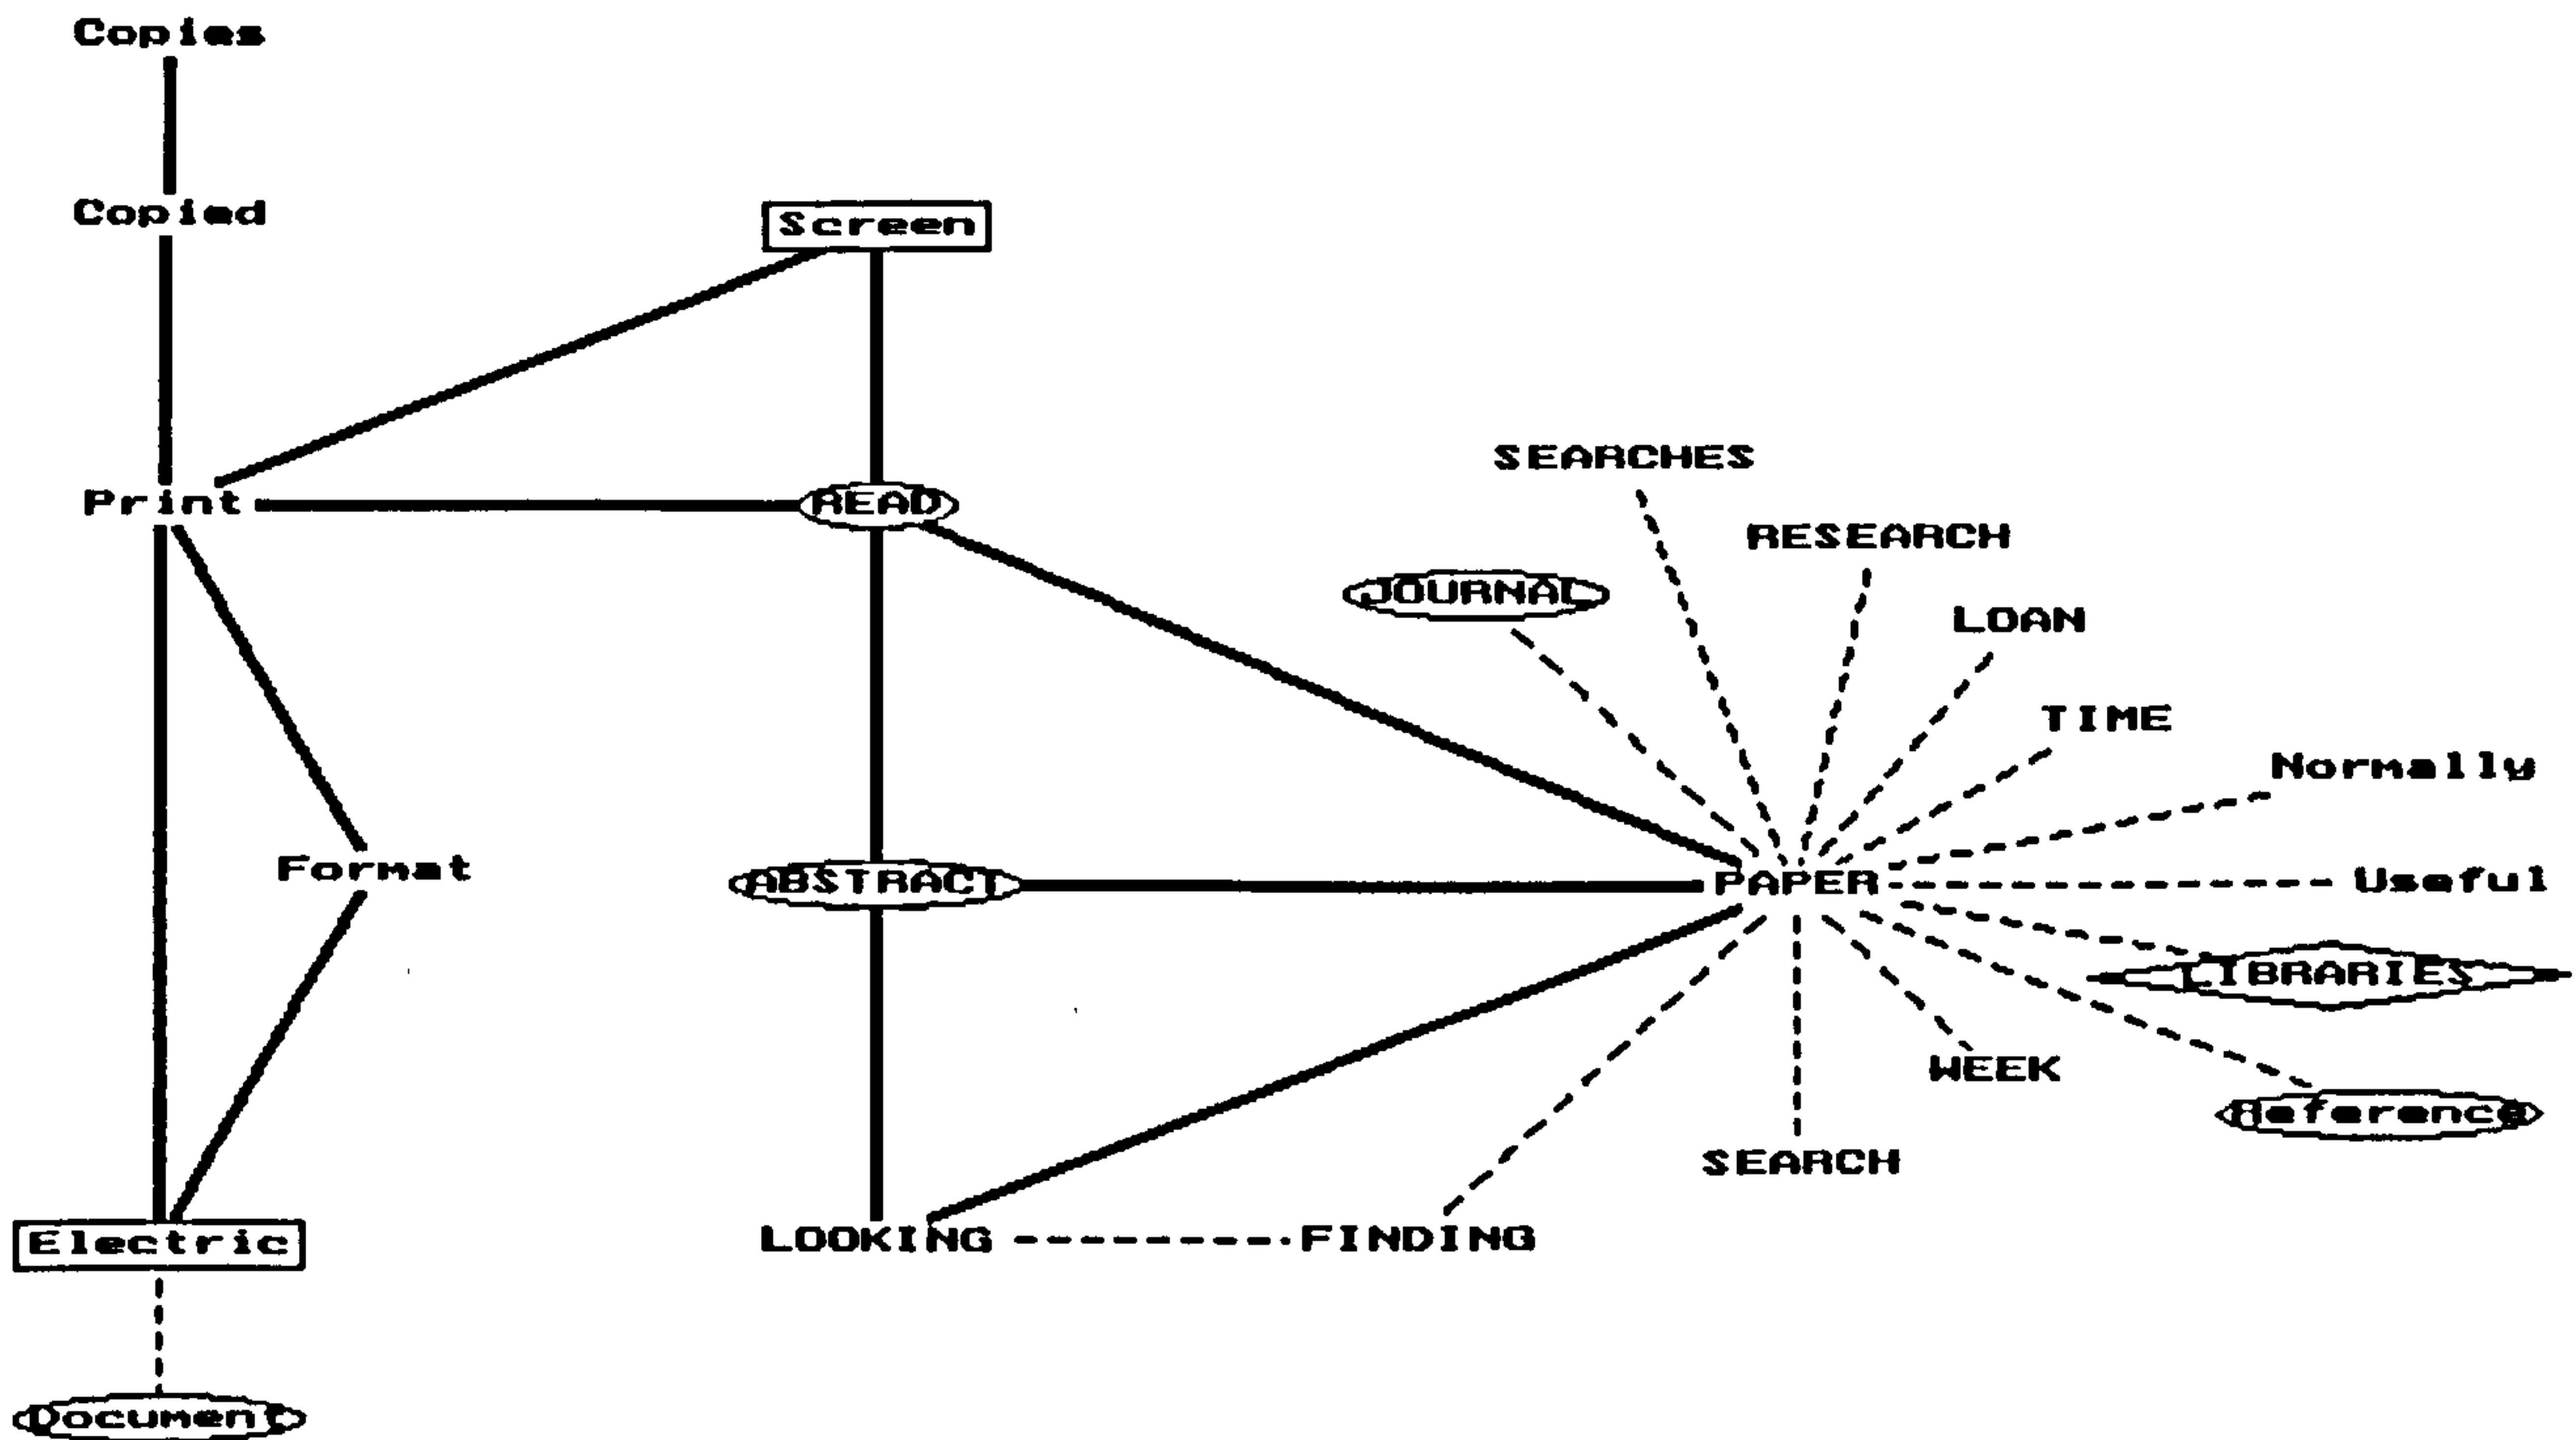 Copies
Copied
Screen
SEARCHES
Print
READ
RESEARCH
JOURNAL
LOAN
TIME
Normally
Format
ABSTRACT
PAPER
Useful
LIBRARIES
WEEK
Reference
SEARCH
Electric
LOOKING
FINDING
Document